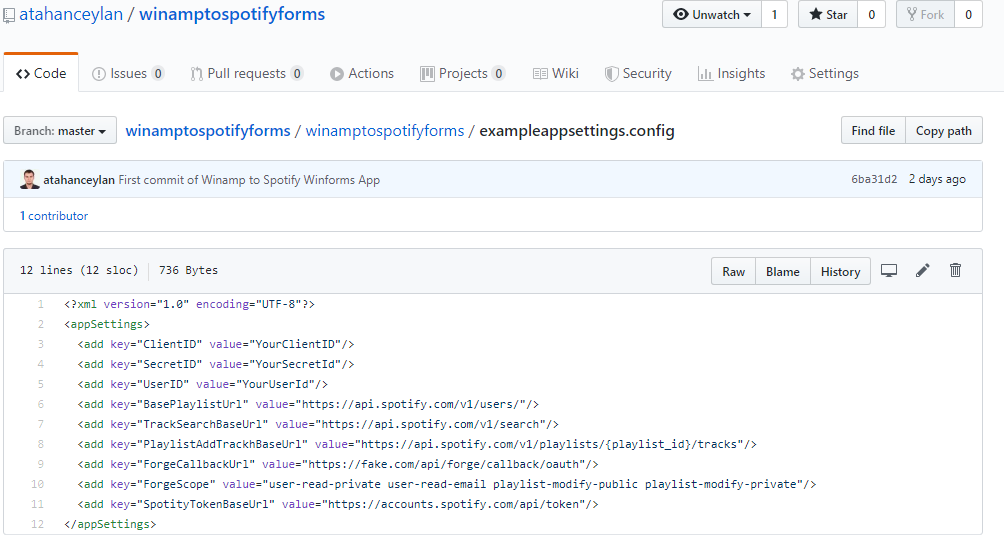 atahanceylan / winamptospotifyforms
Unwatch 1 Star 0 Fork 0
Code Issues 0 Pull requests 0 Actions Projects 0 Wiki Security Insights Settings
Branch: master winamptospotifyforms / winamptospotifyforms / exampleappsettings.config Find file Copy path
atahanceylan First commit of Winamp to Spotify Winforms App 6ba31d2 2 days ago
1 contributor
12 lines (12 sloc) 736 Bytes Raw Blame History
1 <?xml version="1.0" encoding="UTF-8"?>
2 <appSettings>
3 <add key="ClientID" value="YourClientID"/>
4 <add key="SecretID" value="YourSecretId"/>
5 <add key="UserID" value="YourUserId"/>
6 <add key="BasePlaylistUrl" value="https://api.spotify.com/v1/users/"/>
7 <add key="TrackSearchBaseUrl" value="https://api.spotify.com/v1/search"/>
8 <add key="PlaylistAddTrackhBaseUrl" value="https://api.spotify.com/v1/playlists/{playlist_id}/tracks"/>
9 <add key="ForgeCallbackUrl" value="https://fake.com/api/forge/callback/oauth"/>
10 <add key="ForgeScope" value="user-read-private user-read-email playlist-modify-public playlist-modify-private"/>
11 <add key="SpotityTokenBaseUrl" value="https://accounts.spotify.com/api/token"/>
12 </appSettings>